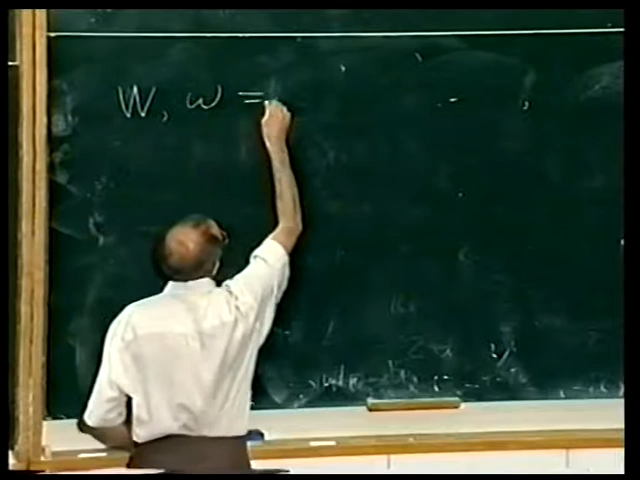 W, ω =